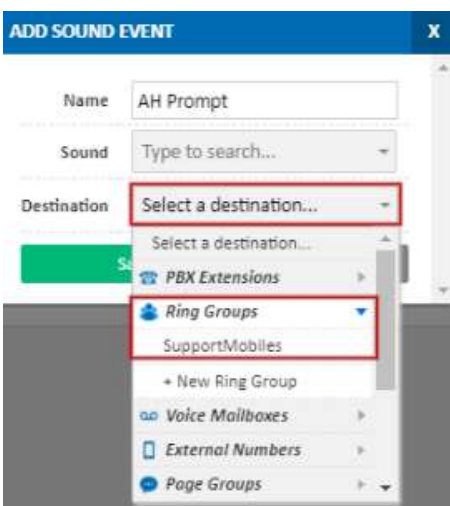 ADD SOUND EVENT X
Name AH Prompt
Sound Type to search...
Destination Select a destination...
Select a destination...
PBX Extensions
Ring Groups
SupportMobiles
+ New Ring Group
Voice Mailboxes
External Numbers
Page Groups